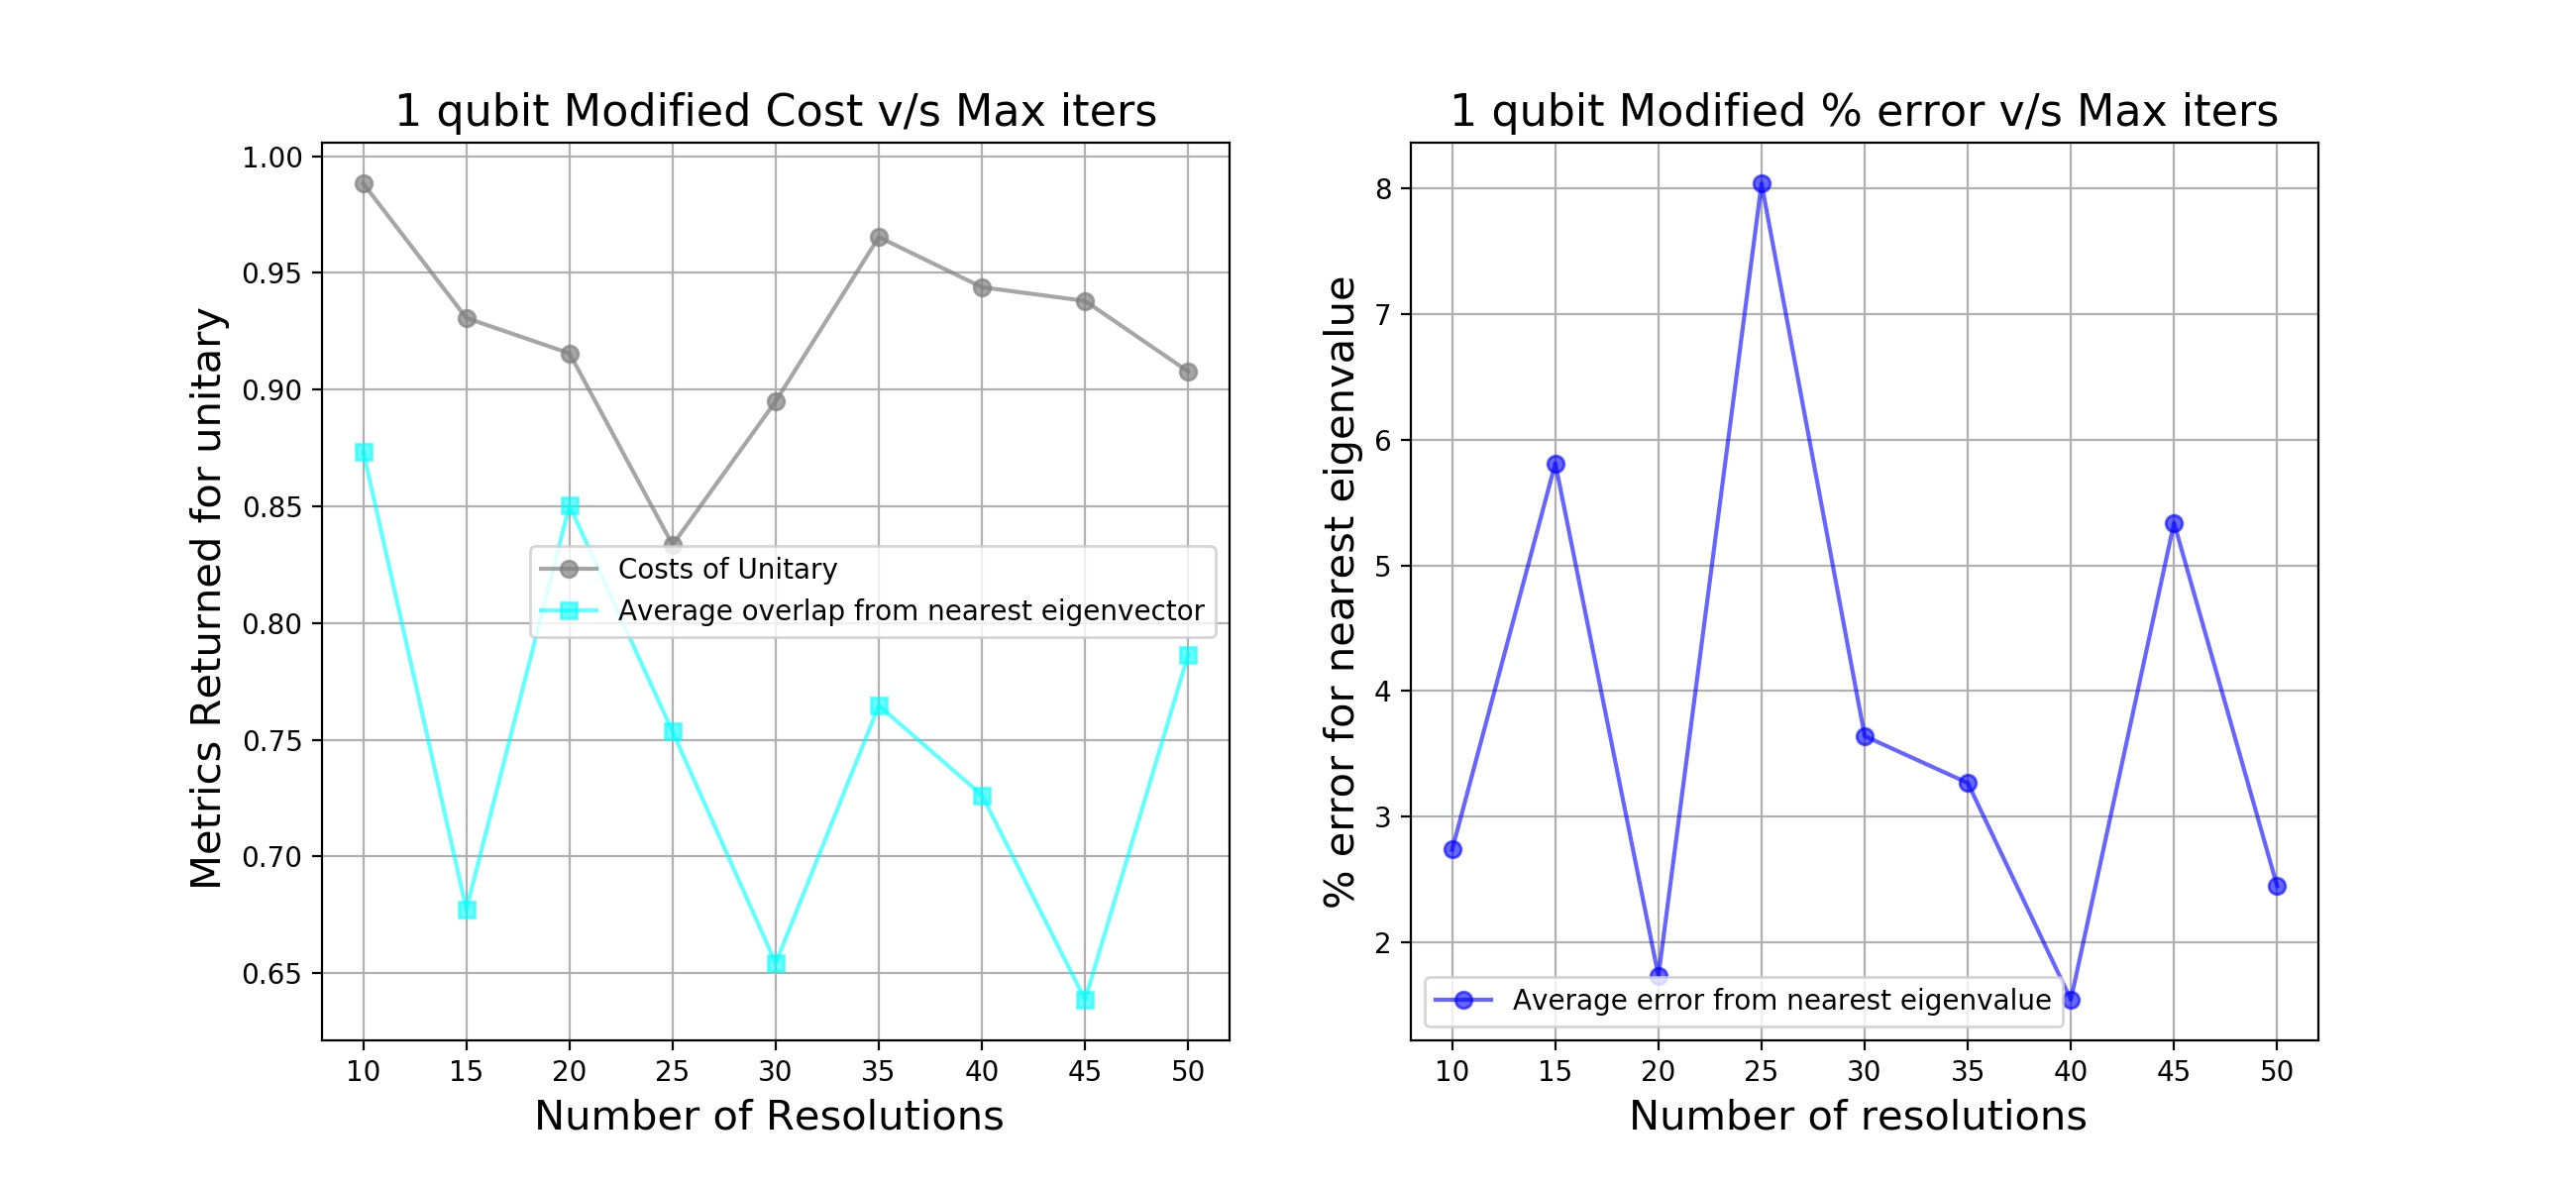 1 qubit Modified Cost v/s Max iters
Metrics Returned for unitary
1.00
0.95
0.90
0.85
0.80
0.75
0.70
0.65
Costs of Unitary
Average overlap from nearest eigenvector
10 15 20 25 30 35 40 45 50
Number of Resolutions
1 qubit Modified % error v/s Max iters
% error for nearest eigenvalue
8
7
6
5
4
3
2
Average error from nearest eigenvalue
10 15 20 25 30 35 40 45 50
Number of resolutions